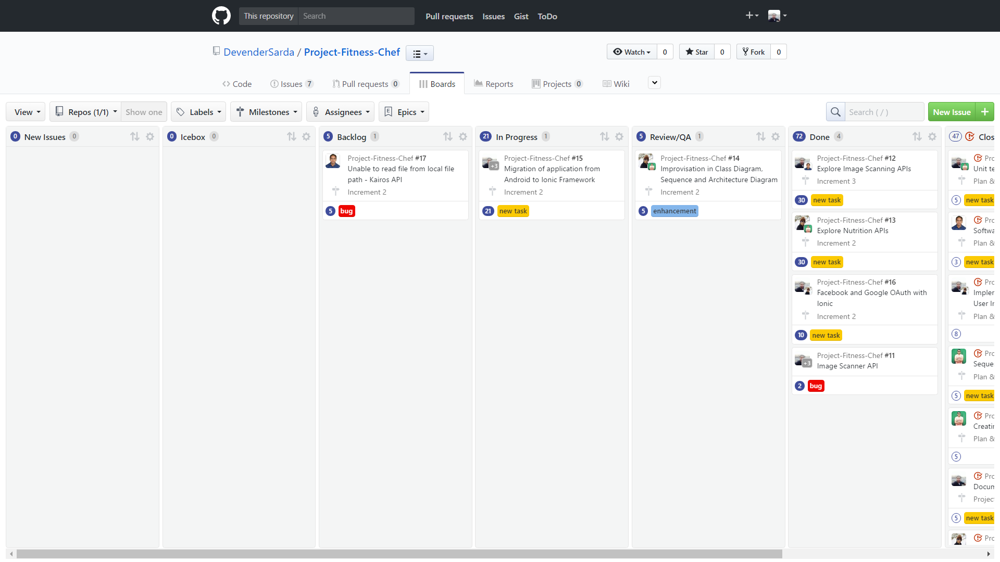 This repository
Search
Pull requests
Issues
Gist
ToDo
DevenderSarda / Project-Fitness-Chef
Watch 0
Star 0
Fork 0
Code
Issues 7
Pull requests 0
Boards
Reports
Projects 0
Wiki
View
Repos (1/1)
Show one
Labels
Milestones
Assignees
Epics
Search ( / )
New Issue
0 New Issues 0
0 Icebox 0
5 Backlog 1
Project-Fitness-Chef #17
Unable to read file from local file
path - Kairos API
Increment 2
5 bug
21 In Progress 1
+3
Project-Fitness-Chef #15
Migration of application from
Android to Ionic Framework
Increment 2
21 new task
5 Review/QA 1
Project-Fitness-Chef #14
Improvisation in Class Diagram,
Sequence and Architecture Diagram
Increment 2
5 enhancement
72 Done 4
Project-Fitness-Chef #12
Explore Image Scanning APIs
Increment 3
30 new task
Project-Fitness-Chef #13
Explore Nutrition APIs
Increment 2
30 new task
Project-Fitness-Chef #16
Facebook and Google OAuth with
Ionic
Increment 2
10 new task
+3
Project-Fitness-Chef #11
Image Scanner API
2 bug
47 Clos
Pro
Unit te
Plan &
5 new task
Pro
Softwa
Plan &
3 new task
Pro
Implem
User In
Plan &
8
Pro
Seque
Plan &
5 new task
Pro
Creatin
Plan &
5
Pro
Docum
Project
5 new task
Pro